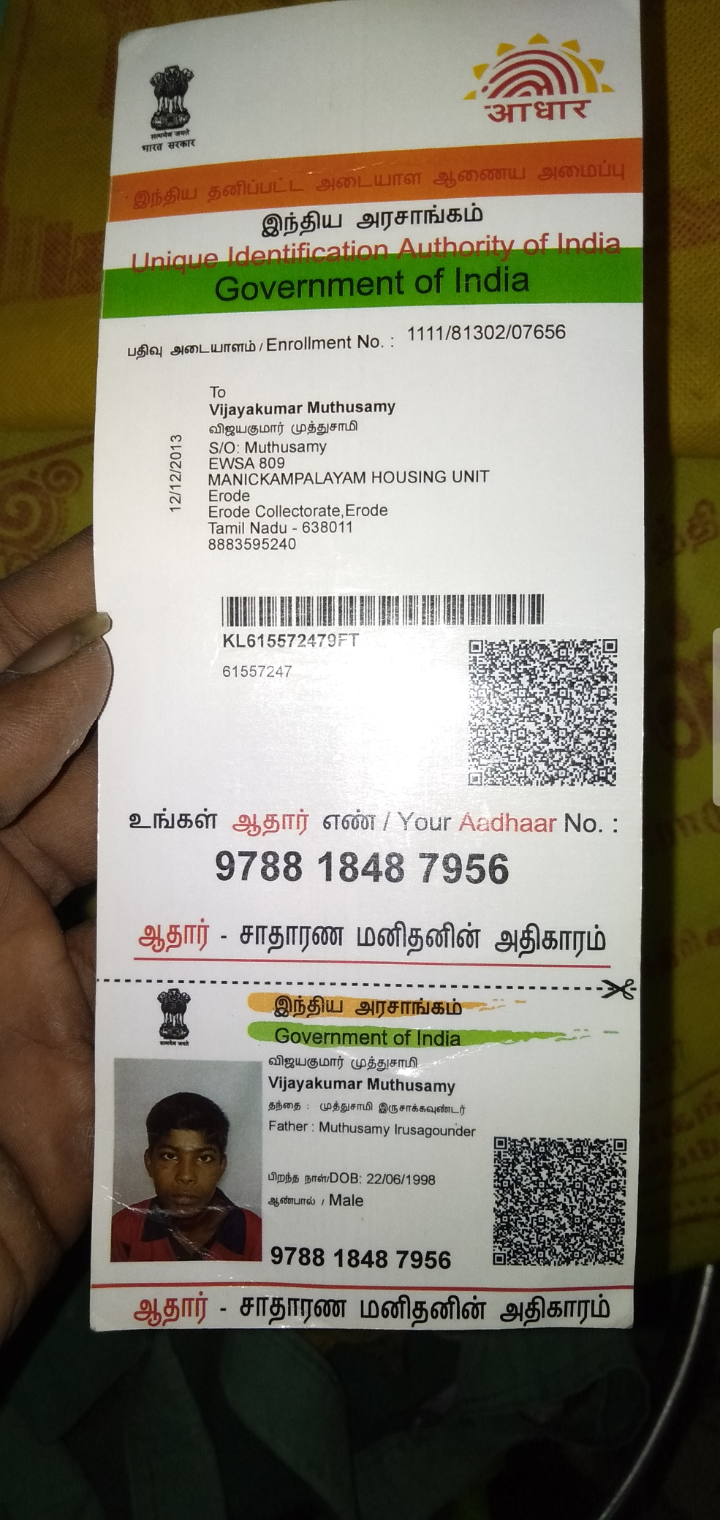 सत्यमेव जयते
भारत सरकार
आधार
இந்திய தனிப்பட்ட அடையாள ஆணைய அமைப்பு
இந்திய அரசாங்கம்
Unique Identification Authority of India
Government of India
பதிவு அடையாளம் / Enrollment No. : 1111/81302/07656
12/12/2013
To
Vijayakumar Muthusamy
விஜயகுமார் முத்துசாமி
S/O: Muthusamy
EWSA 809
MANICKAMPALAYAM HOUSING UNIT
Erode
Erode Collectorate,Erode
Tamil Nadu - 638011
8883595240
KL615572479FT
61557247
உங்கள் ஆதார் எண் / Your Aadhaar No. :
9788 1848 7956
ஆதார் - சாதாரண மனிதனின் அதிகாரம்
இந்திய அரசாங்கம்
Government of India
விஜயகுமார் முத்துசாமி
Vijayakumar Muthusamy
தந்தை : முத்துசாமி இருசாக்கவுண்டர்
Father : Muthusamy Irusagounder
பிறந்த நாள்/DOB: 22/06/1998
ஆண்பால் / Male
9788 1848 7956
ஆதார் - சாதாரண மனிதனின் அதிகாரம்